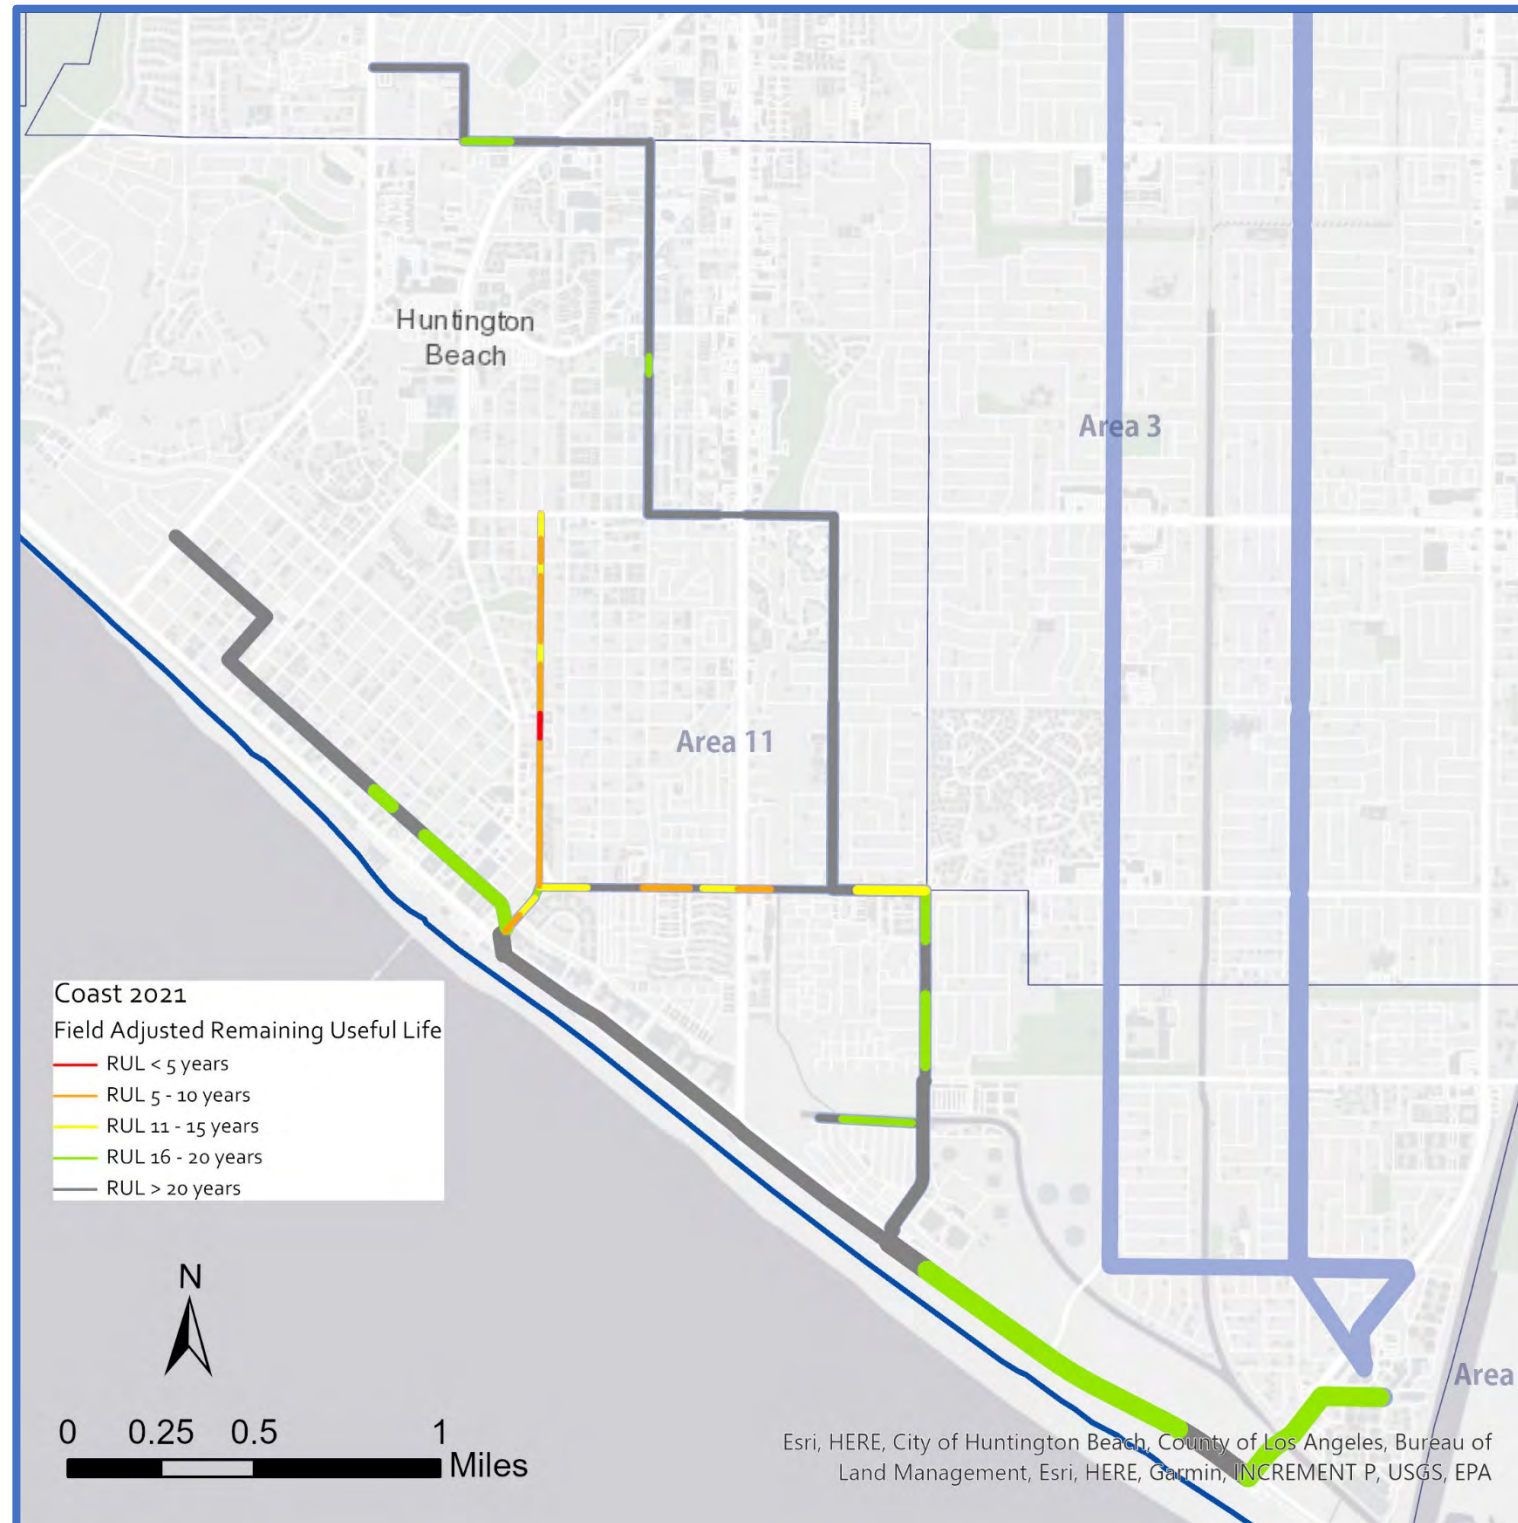 Huntington
Beach
Area 3
Area 11
Coast 2021
Field Adjusted Remaining Useful Life
RUL < 5 years
RUL 5 - 10 years
RUL 11 - 15 years
RUL 16 - 20 years
RUL > 20 years
N
Area
0 0.25 0.5 1
Miles
Esri, HERE, City of Huntington Beach, County of Los Angeles, Bureau of
Land Management, Esri, HERE, Garmin, INCREMENT P, USGS, EPA